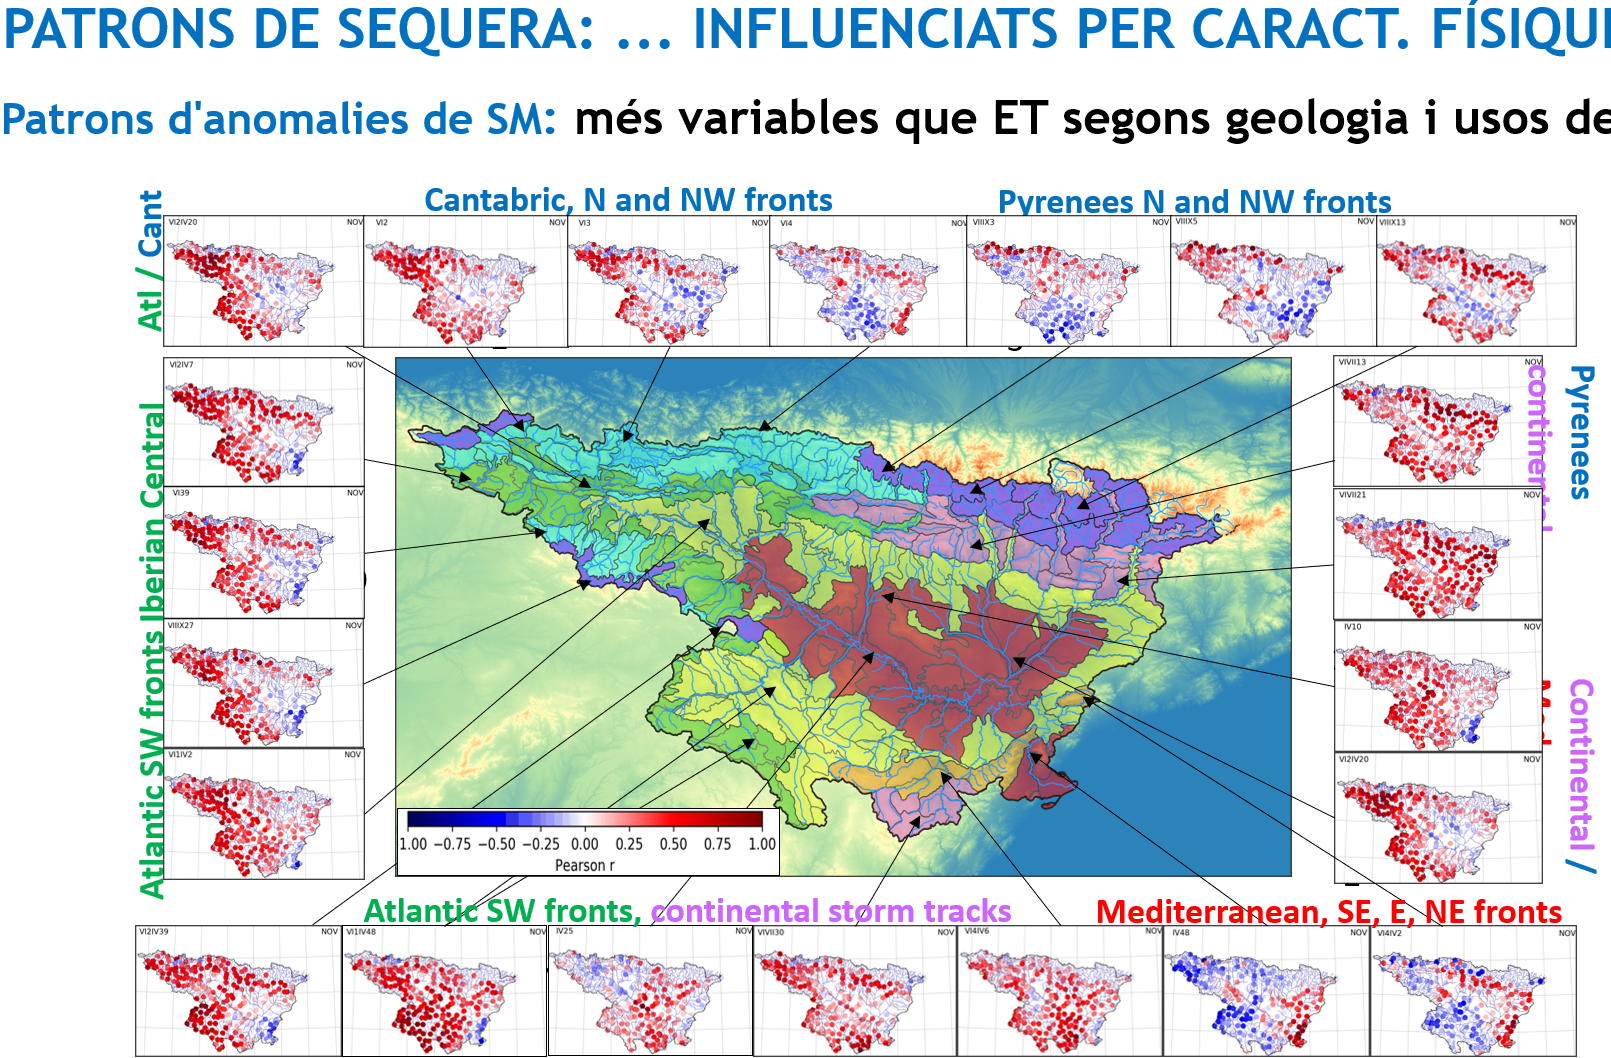 PATRONS DE SEQUERA: ... INFLUENCIATS PER CARACT. FÍSIQU
Patrons d'anomalies de SM: més variables que ET segons geologia i usos de
Cantabric, N and NW fronts
Pyrenees N and NW fronts
Atl / Cant
VI2IV20 NOV
VI2 NOV
VI3 NOV
VI4 NOV
VIIIX3 NOV
VIIIX5 NOV
VIIIX13 NOV
Atlantic SW fronts Iberian Central
VI2IV7 NOV
VI39 NOV
VIIIX27 NOV
VI1IV2 NOV
VIVII13 NOV
VIVII21 NOV
IV10 NOV
VI2IV20 NOV
Pyrenees
continental
Continental /
1.00 −0.75 −0.50 −0.25 0.00 0.25 0.50 0.75 1.00
Pearson r
Atlantic SW fronts, continental storm tracks
Mediterranean, SE, E, NE fronts
VI2IV39 NOV
VI1IV48 NOV
IV25 NOV
VIVII30 NOV
VI4IV6 NOV
IV48 NOV
VI4IV2 NOV